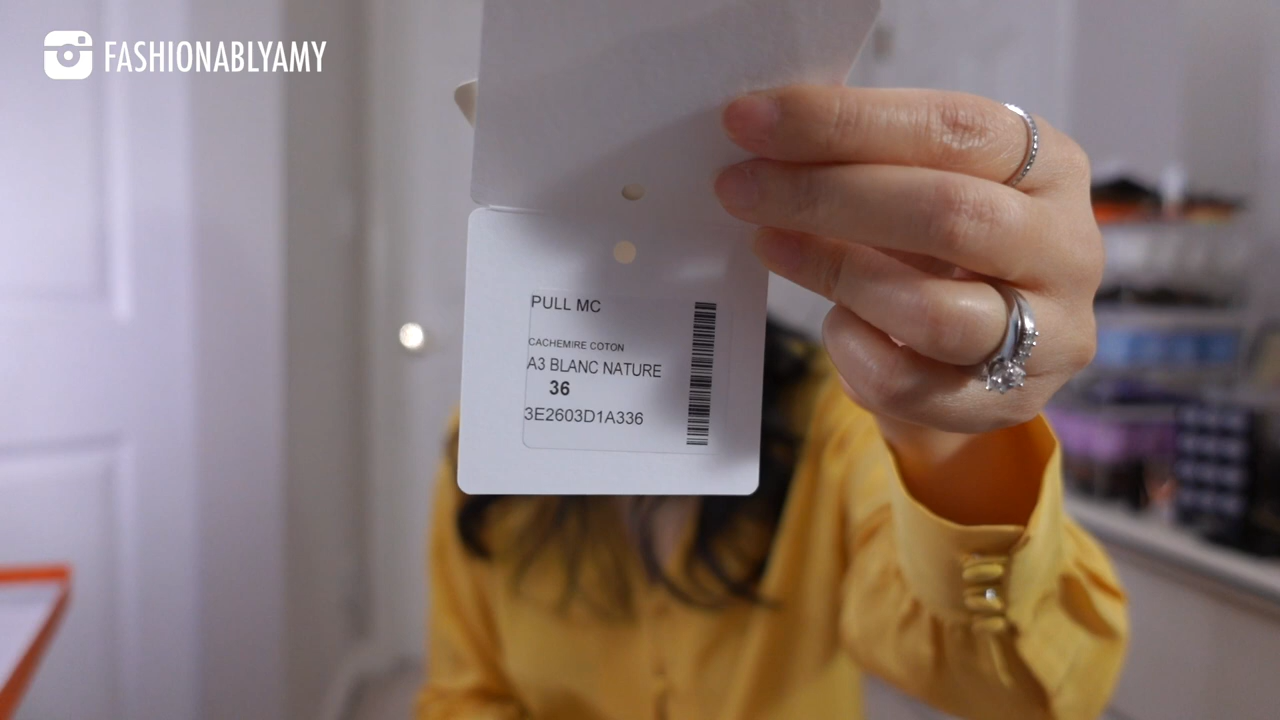 FASHIONABLYAMY
PULL MC
CACHEMIRE COTON
A3 BLANC NATURE
36
3E2603D1A336